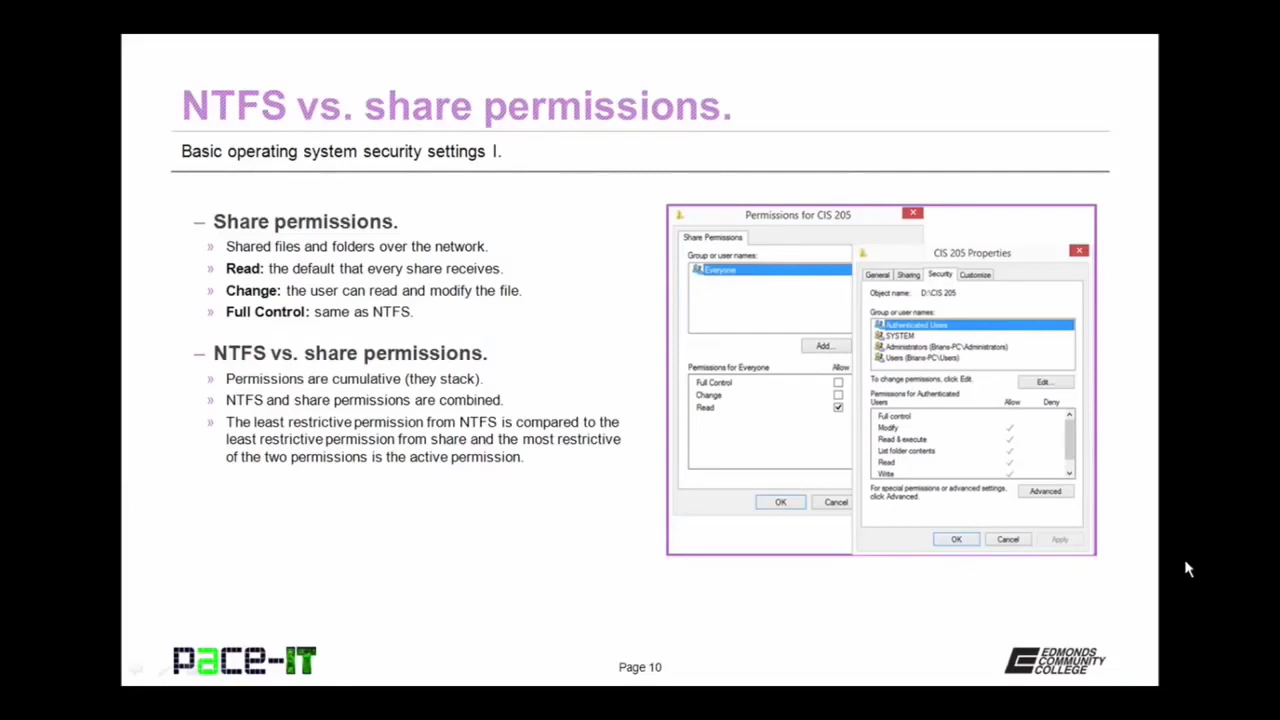 NTFS vs. share permissions.
Basic operating system security settings I.
– Share permissions.
» Shared files and folders over the network.
» Read: the default that every share receives.
» Change: the user can read and modify the file.
» Full Control: same as NTFS.
– NTFS vs. share permissions.
» Permissions are cumulative (they stack).
» NTFS and share permissions are combined.
» The least restrictive permission from NTFS is compared to the
least restrictive permission from share and the most restrictive
of the two permissions is the active permission.
Permissions for CIS 205
Share Permissions
Group or user names:
Everyone
Add...
Permissions for Everyone Allow
Full Control
Change
Read
OK Cancel
CIS 205 Properties
General Sharing Security Customize
Object name: D:\CIS 205
Group or user names:
Authenticated Users
SYSTEM
Administrators (Brians-PC\Administrators)
Users (Brians-PC\Users)
To change permissions, click Edit.
Edit...
Permissions for Authenticated
Users Allow Deny
Full control
Modify
Read & execute
List folder contents
Read
Write
For special permissions or advanced settings,
click Advanced.
Advanced
OK Cancel Apply
pace-IT
Page 10
EDMONDS
COMMUNITY
COLLEGE